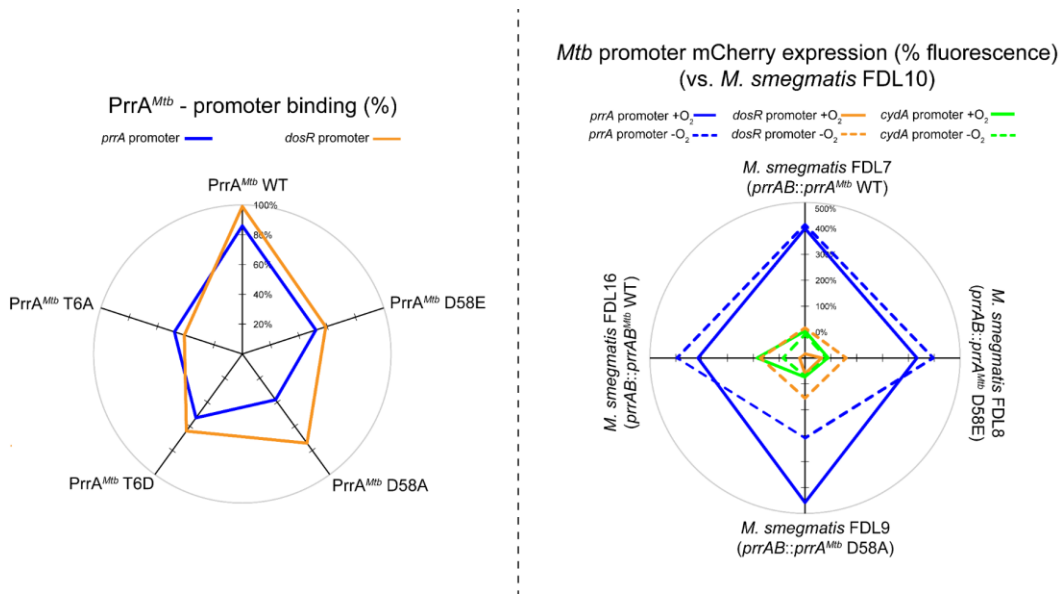 PrrA^Mtb - promoter binding (%)
prrA promoter
dosR promoter
PrrA^Mtb WT
100%
80%
60%
40%
20%
PrrA^Mtb T6A
PrrA^Mtb D58E
PrrA^Mtb T6D
PrrA^Mtb D58A
Mtb promoter mCherry expression (% fluorescence)
(vs. M. smegmatis FDL10)
prrA promoter +O₂
dosR promoter +O₂
cydA promoter +O₂
prrA promoter -O₂
dosR promoter -O₂
cydA promoter -O₂
M. smegmatis FDL7
(prrAB::prrA^Mtb WT)
500%
400%
300%
200%
100%
0%
M. smegmatis FDL16
(prrAB::prrAB^Mtb WT)
M. smegmatis FDL8
(prrAB::prrA^Mtb D58E)
M. smegmatis FDL9
(prrAB::prrA^Mtb D58A)